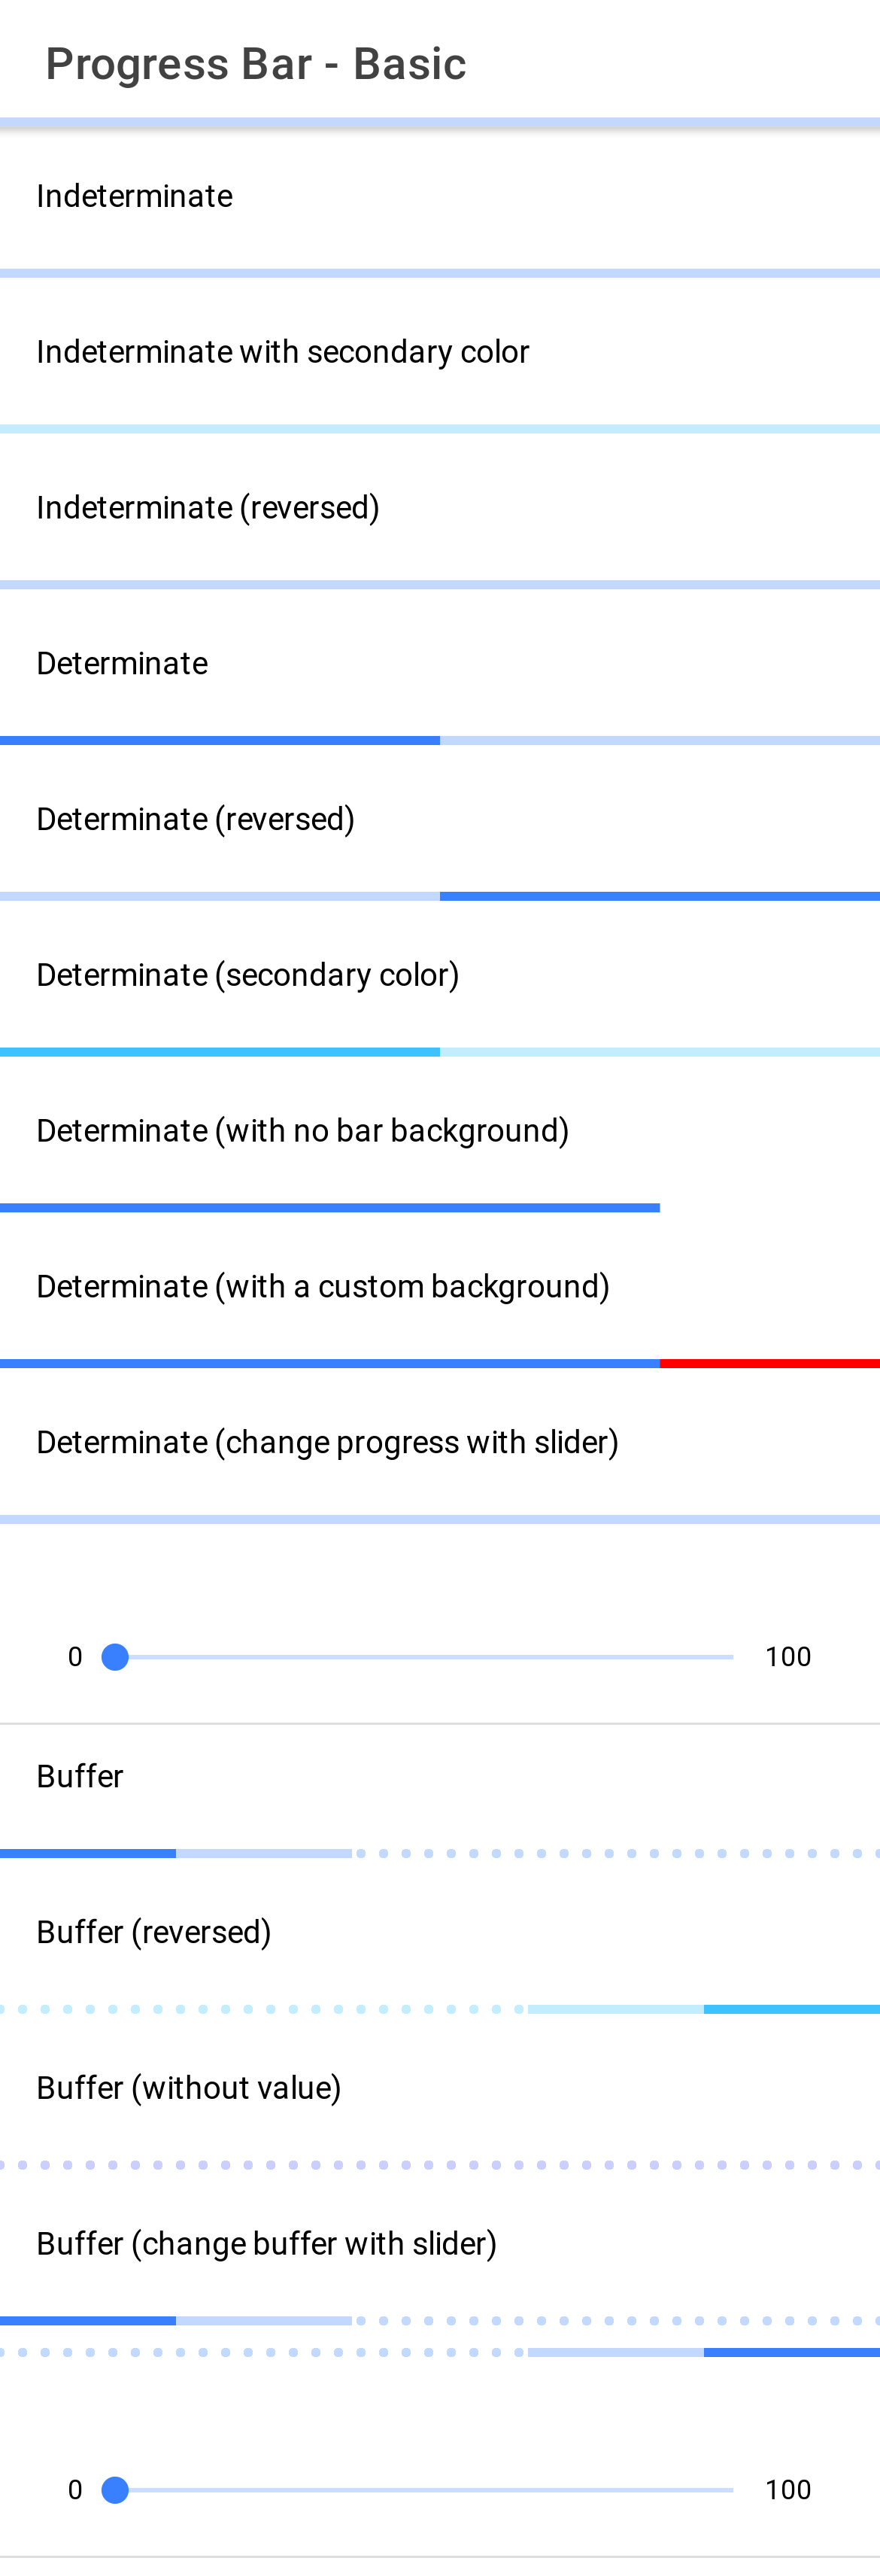 Progress Bar - Basic
Indeterminate
Indeterminate with secondary color
Indeterminate (reversed)
Determinate
Determinate (reversed)
Determinate (secondary color)
Determinate (with no bar background)
Determinate (with a custom background)
Determinate (change progress with slider)
0 100
Buffer
Buffer (reversed)
Buffer (without value)
Buffer (change buffer with slider)
0 100